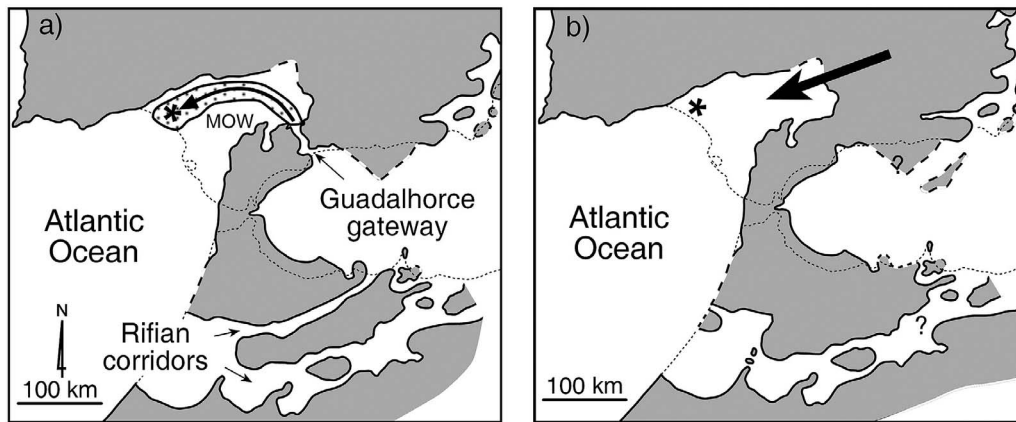 a)
*
MOW
Guadalhorce
gateway
Atlantic
Ocean
N
Rifian
corridors
100 km
b)
*
Atlantic
Ocean
?
100 km